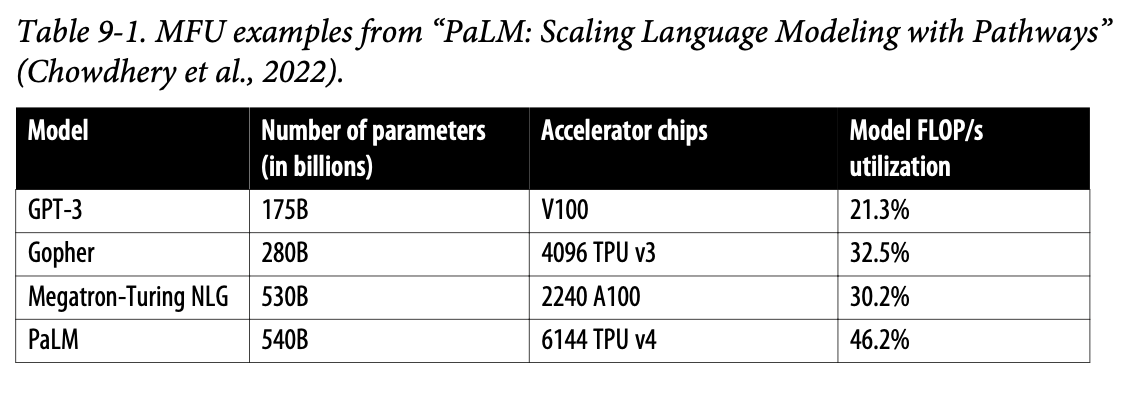 Table 9-1. MFU examples from “PaLM: Scaling Language Modeling with Pathways”
(Chowdhery et al., 2022).
Model Number of parameters (in billions) Accelerator chips Model FLOP/s utilization
GPT-3 175B V100 21.3%
Gopher 280B 4096 TPU v3 32.5%
Megatron-Turing NLG 530B 2240 A100 30.2%
PaLM 540B 6144 TPU v4 46.2%